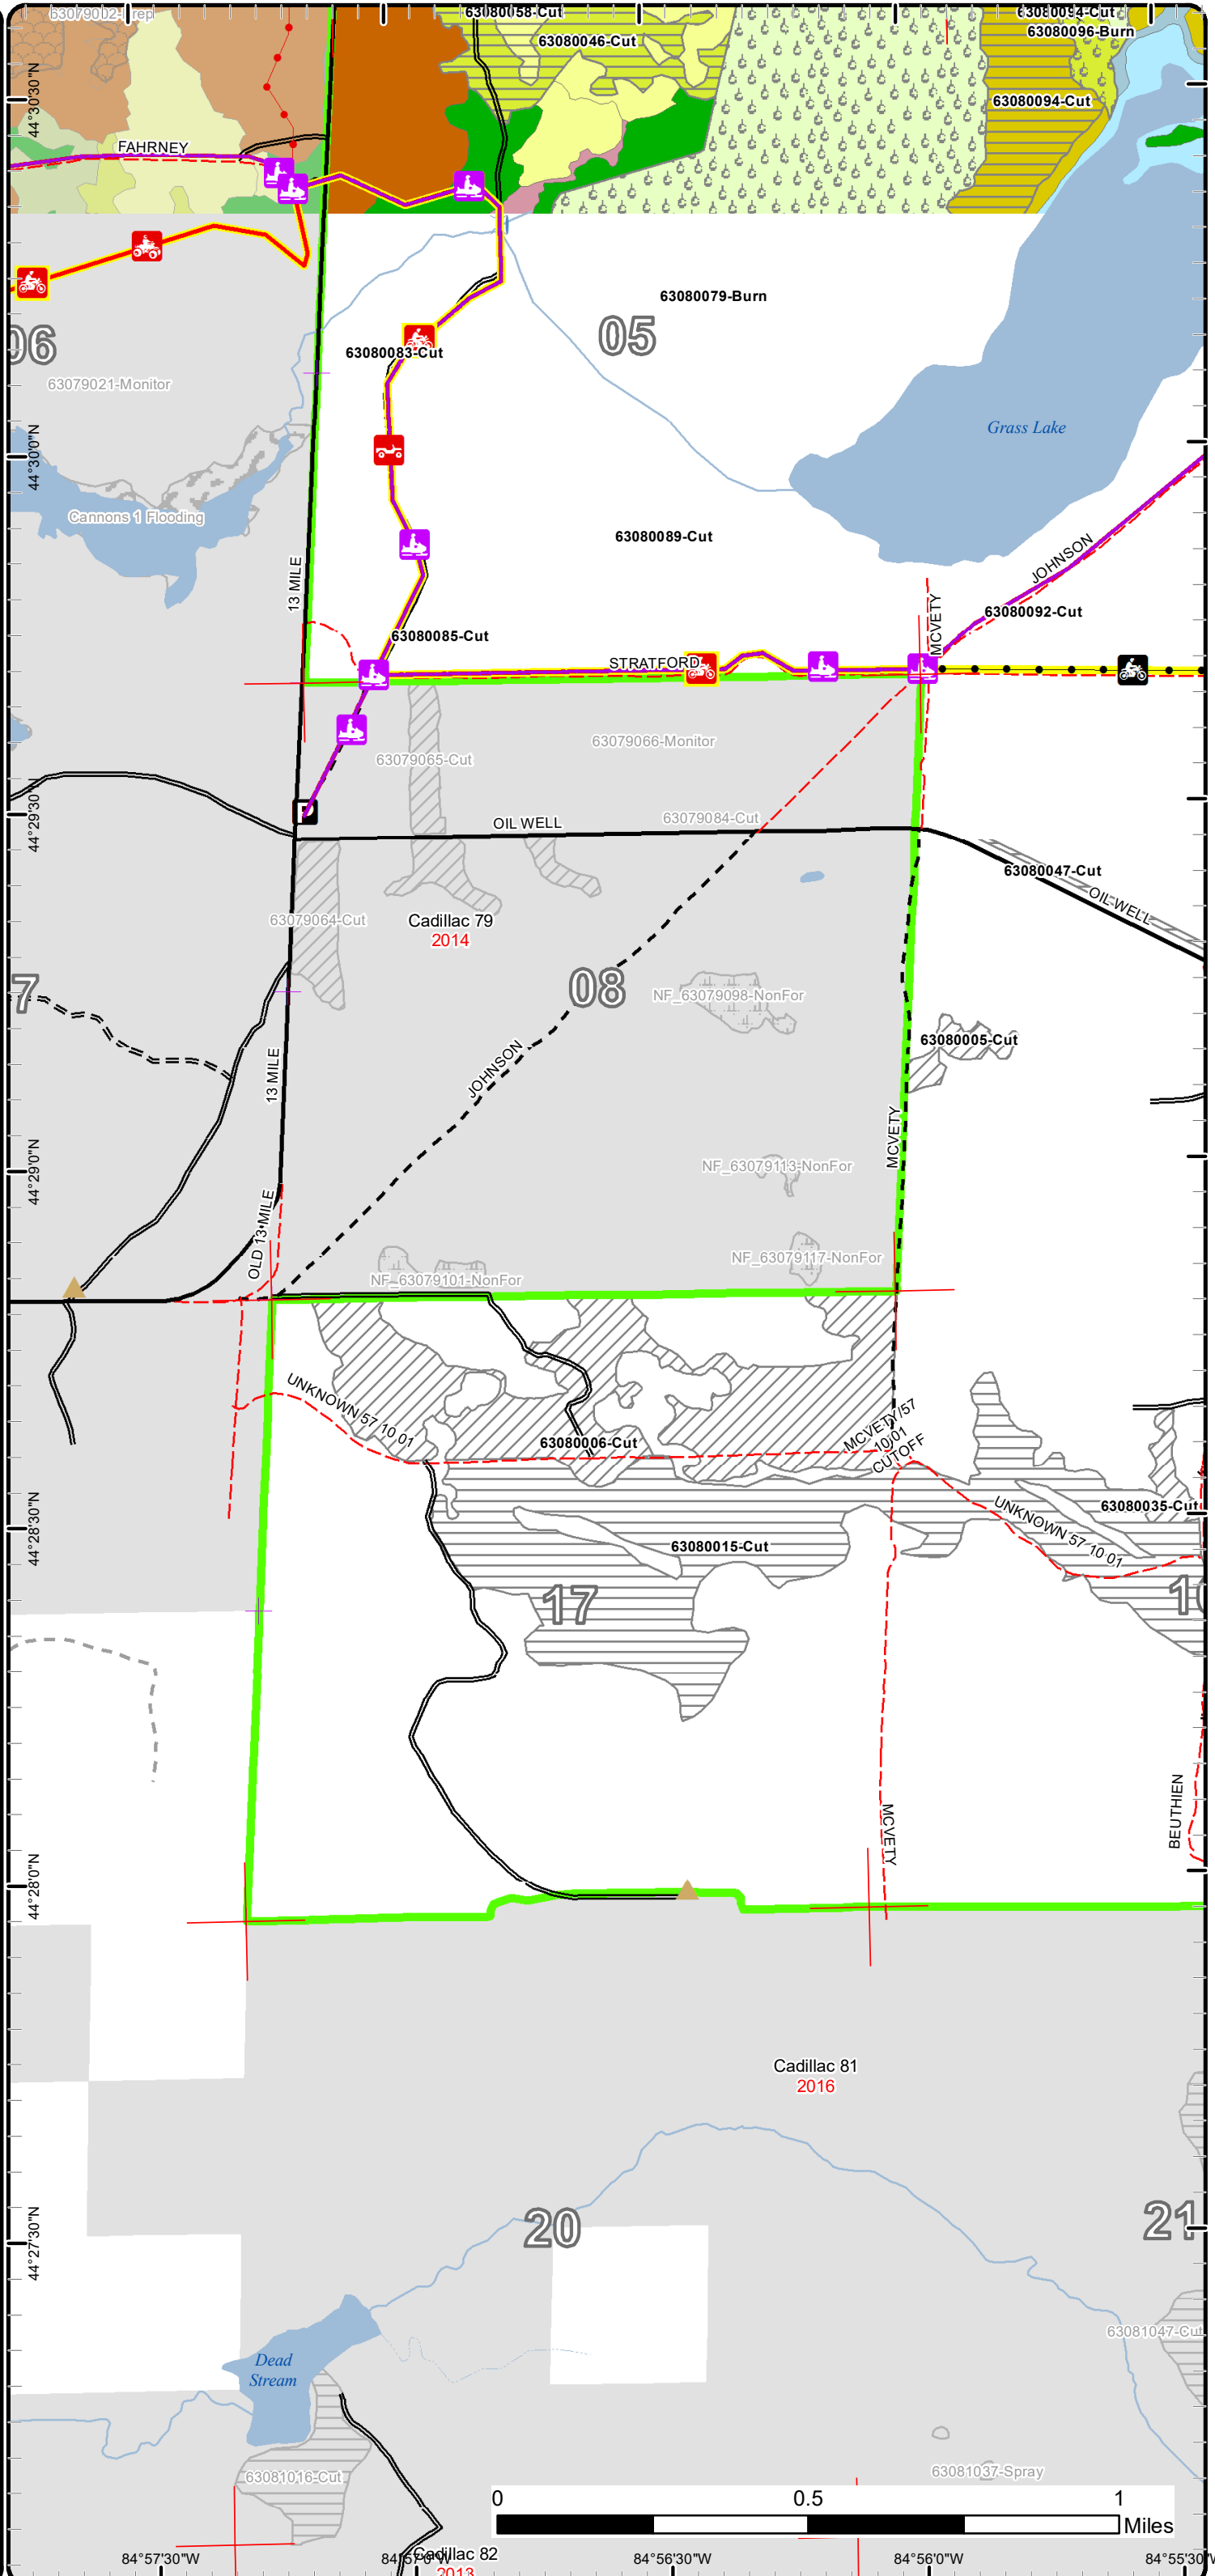 63079002-Prep
63080058-Cut
63080046-Cut
63080094-Cut
63080096-Burn
63080094-Cut
44°30'30"N
FAHRNEY
63080079-Burn
05
06
63080083-Cut
63079021-Monitor
Grass Lake
44°30'0"N
Cannons 1 Flooding
63080089-Cut
JOHNSON
13 MILE
MCVETY
63080092-Cut
63080085-Cut
STRATFORD
P
63079066-Monitor
63079065-Cut
44°29'30"N
OIL WELL
63079084-Cut
63080047-Cut
OIL WELL
63079064-Cut
Cadillac 79
2014
7
08
NF_63079098-NonFor
63080005-Cut
13 MILE
JOHNSON
MCVETY
44°29'0"N
NF_63079113-NonFor
OLD 13 MILE
NF_63079117-NonFor
NF_63079101-NonFor
UNKNOWN 57 10 01
63080006-Cut
MCVETY/57
10 01
CUTOFF
44°28'30"N
UNKNOWN 57 10 01
63080035-Cut
63080015-Cut
17
BEUTHIEN
MCVETY
44°28'0"N
Cadillac 81
2016
44°27'30"N
20
21
63081047-Cut
Dead
Stream
63081016-Cut
63081037-Spray
0 0.5 1
Miles
Cadillac 82
2013
84°57'30"W 84°57'0"W 84°56'30"W 84°56'0"W 84°55'30"W